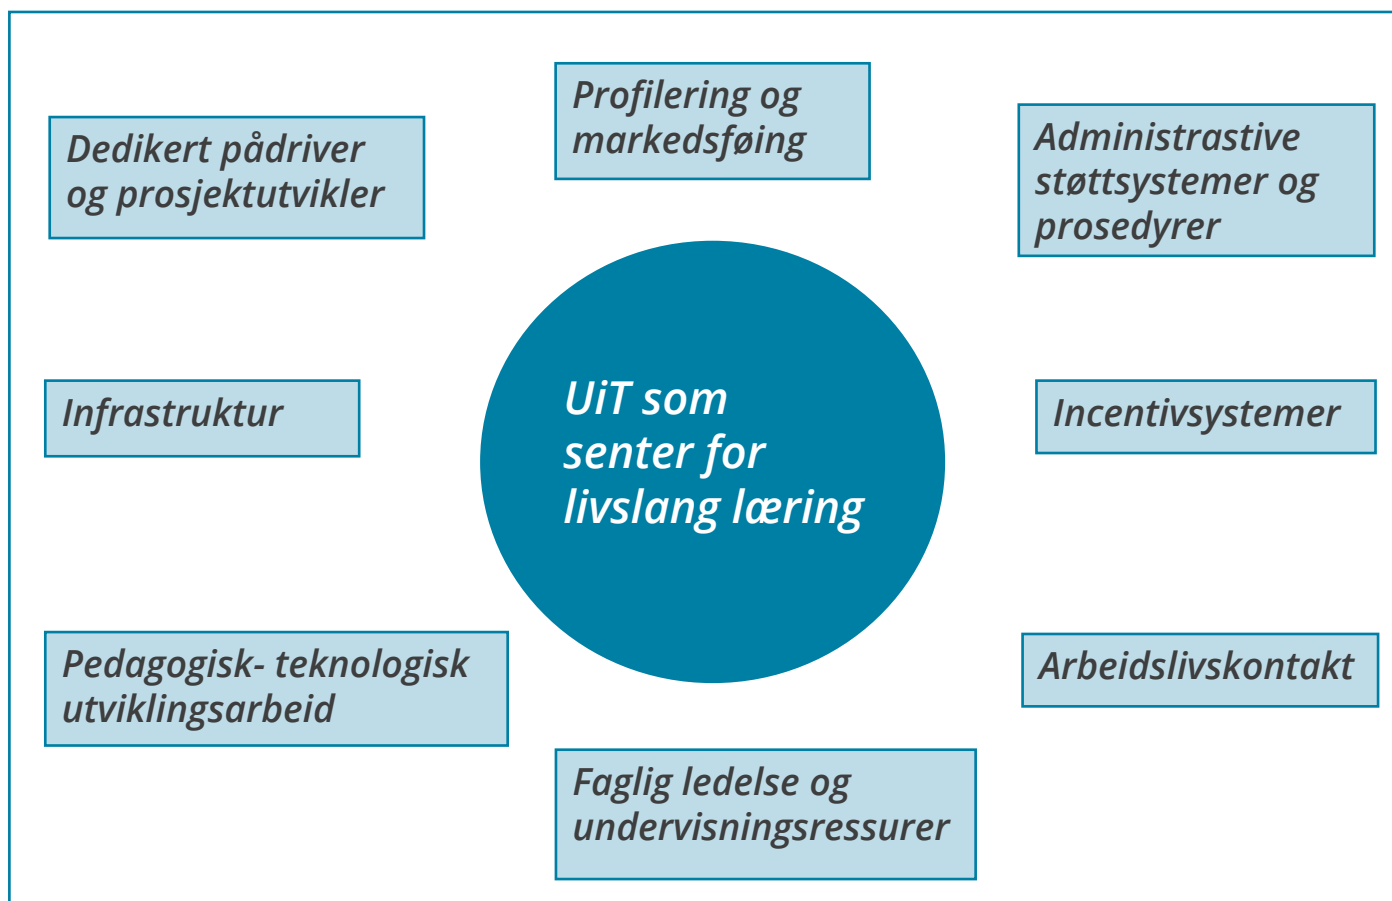 Profilering og
markedsføing
Dedikert pådriver
og prosjektutvikler
Administrastive
støttsystemer og
prosedyrer
Infrastruktur
UiT som
senter for
livslang læring
Incentivsystemer
Pedagogisk- teknologisk
utviklingsarbeid
Arbeidslivskontakt
Faglig ledelse og
undervisningsressurer